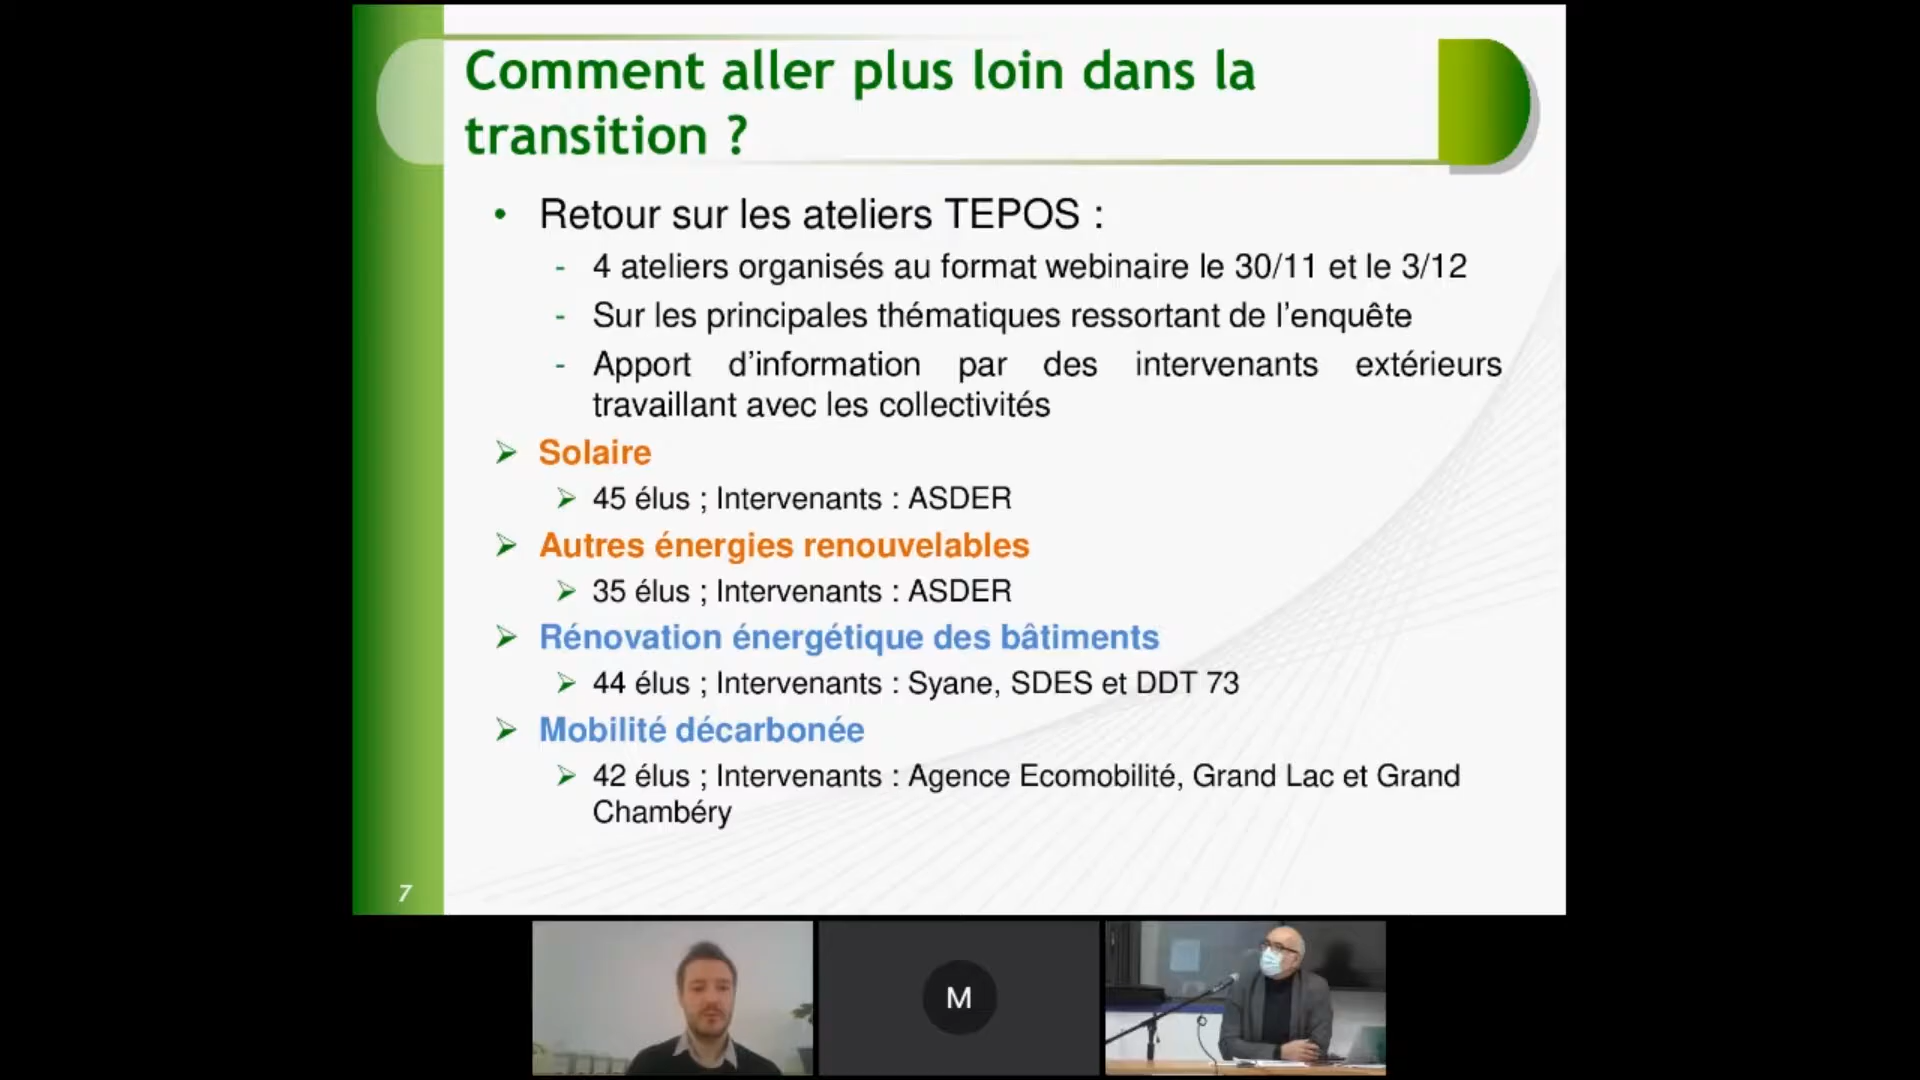 Comment aller plus loin dans la
transition ?
• Retour sur les ateliers TEPOS :
- 4 ateliers organisés au format webinaire le 30/11 et le 3/12
- Sur les principales thématiques ressortant de l’enquête
- Apport d’information par des intervenants extérieurs
travaillant avec les collectivités
➢ Solaire
➢ 45 élus ; Intervenants : ASDER
➢ Autres énergies renouvelables
➢ 35 élus ; Intervenants : ASDER
➢ Rénovation énergétique des bâtiments
➢ 44 élus ; Intervenants : Syane, SDES et DDT 73
➢ Mobilité décarbonée
➢ 42 élus ; Intervenants : Agence Ecomobilité, Grand Lac et Grand
Chambéry
7
M